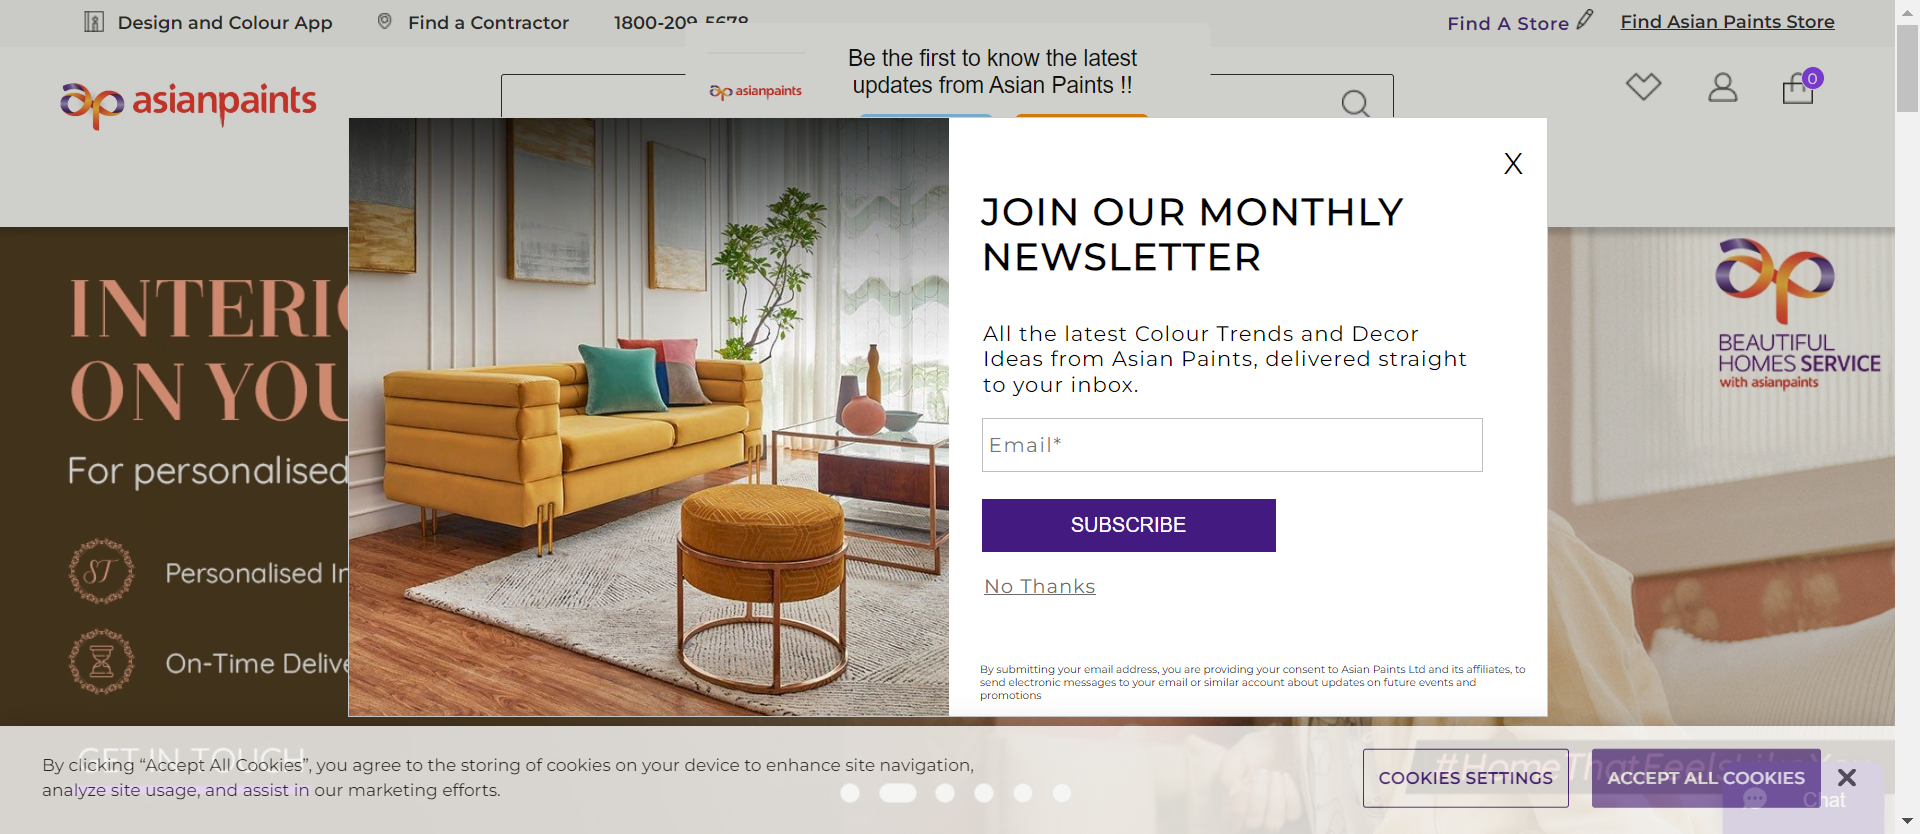 Design and Colour App
Find a Contractor
1800-209-5678
Find A Store
Find Asian Paints Store
asianpaints
asianpaints
Be the first to know the latest
updates from Asian Paints !!
0
X
JOIN OUR MONTHLY
NEWSLETTER
All the latest Colour Trends and Decor
Ideas from Asian Paints, delivered straight
to your inbox.
Email*
SUBSCRIBE
No Thanks
By submitting your email address, you are providing your consent to Asian Paints Ltd and its affiliates, to
send electronic messages to your email or similar account about updates on future events and
promotions
ON YOU
For personalised
ST
Personalised In
On-Time Delive
BEAUTIFUL
HOMES SERVICE
with asianpaints
GET IN TOUCH
By clicking “Accept All Cookies”, you agree to the storing of cookies on your device to enhance site navigation,
analyze site usage, and assist in our marketing efforts.
COOKIES SETTINGS
ACCEPT ALL COOKIES
#HomeThatFeelsLikeYou
Chat